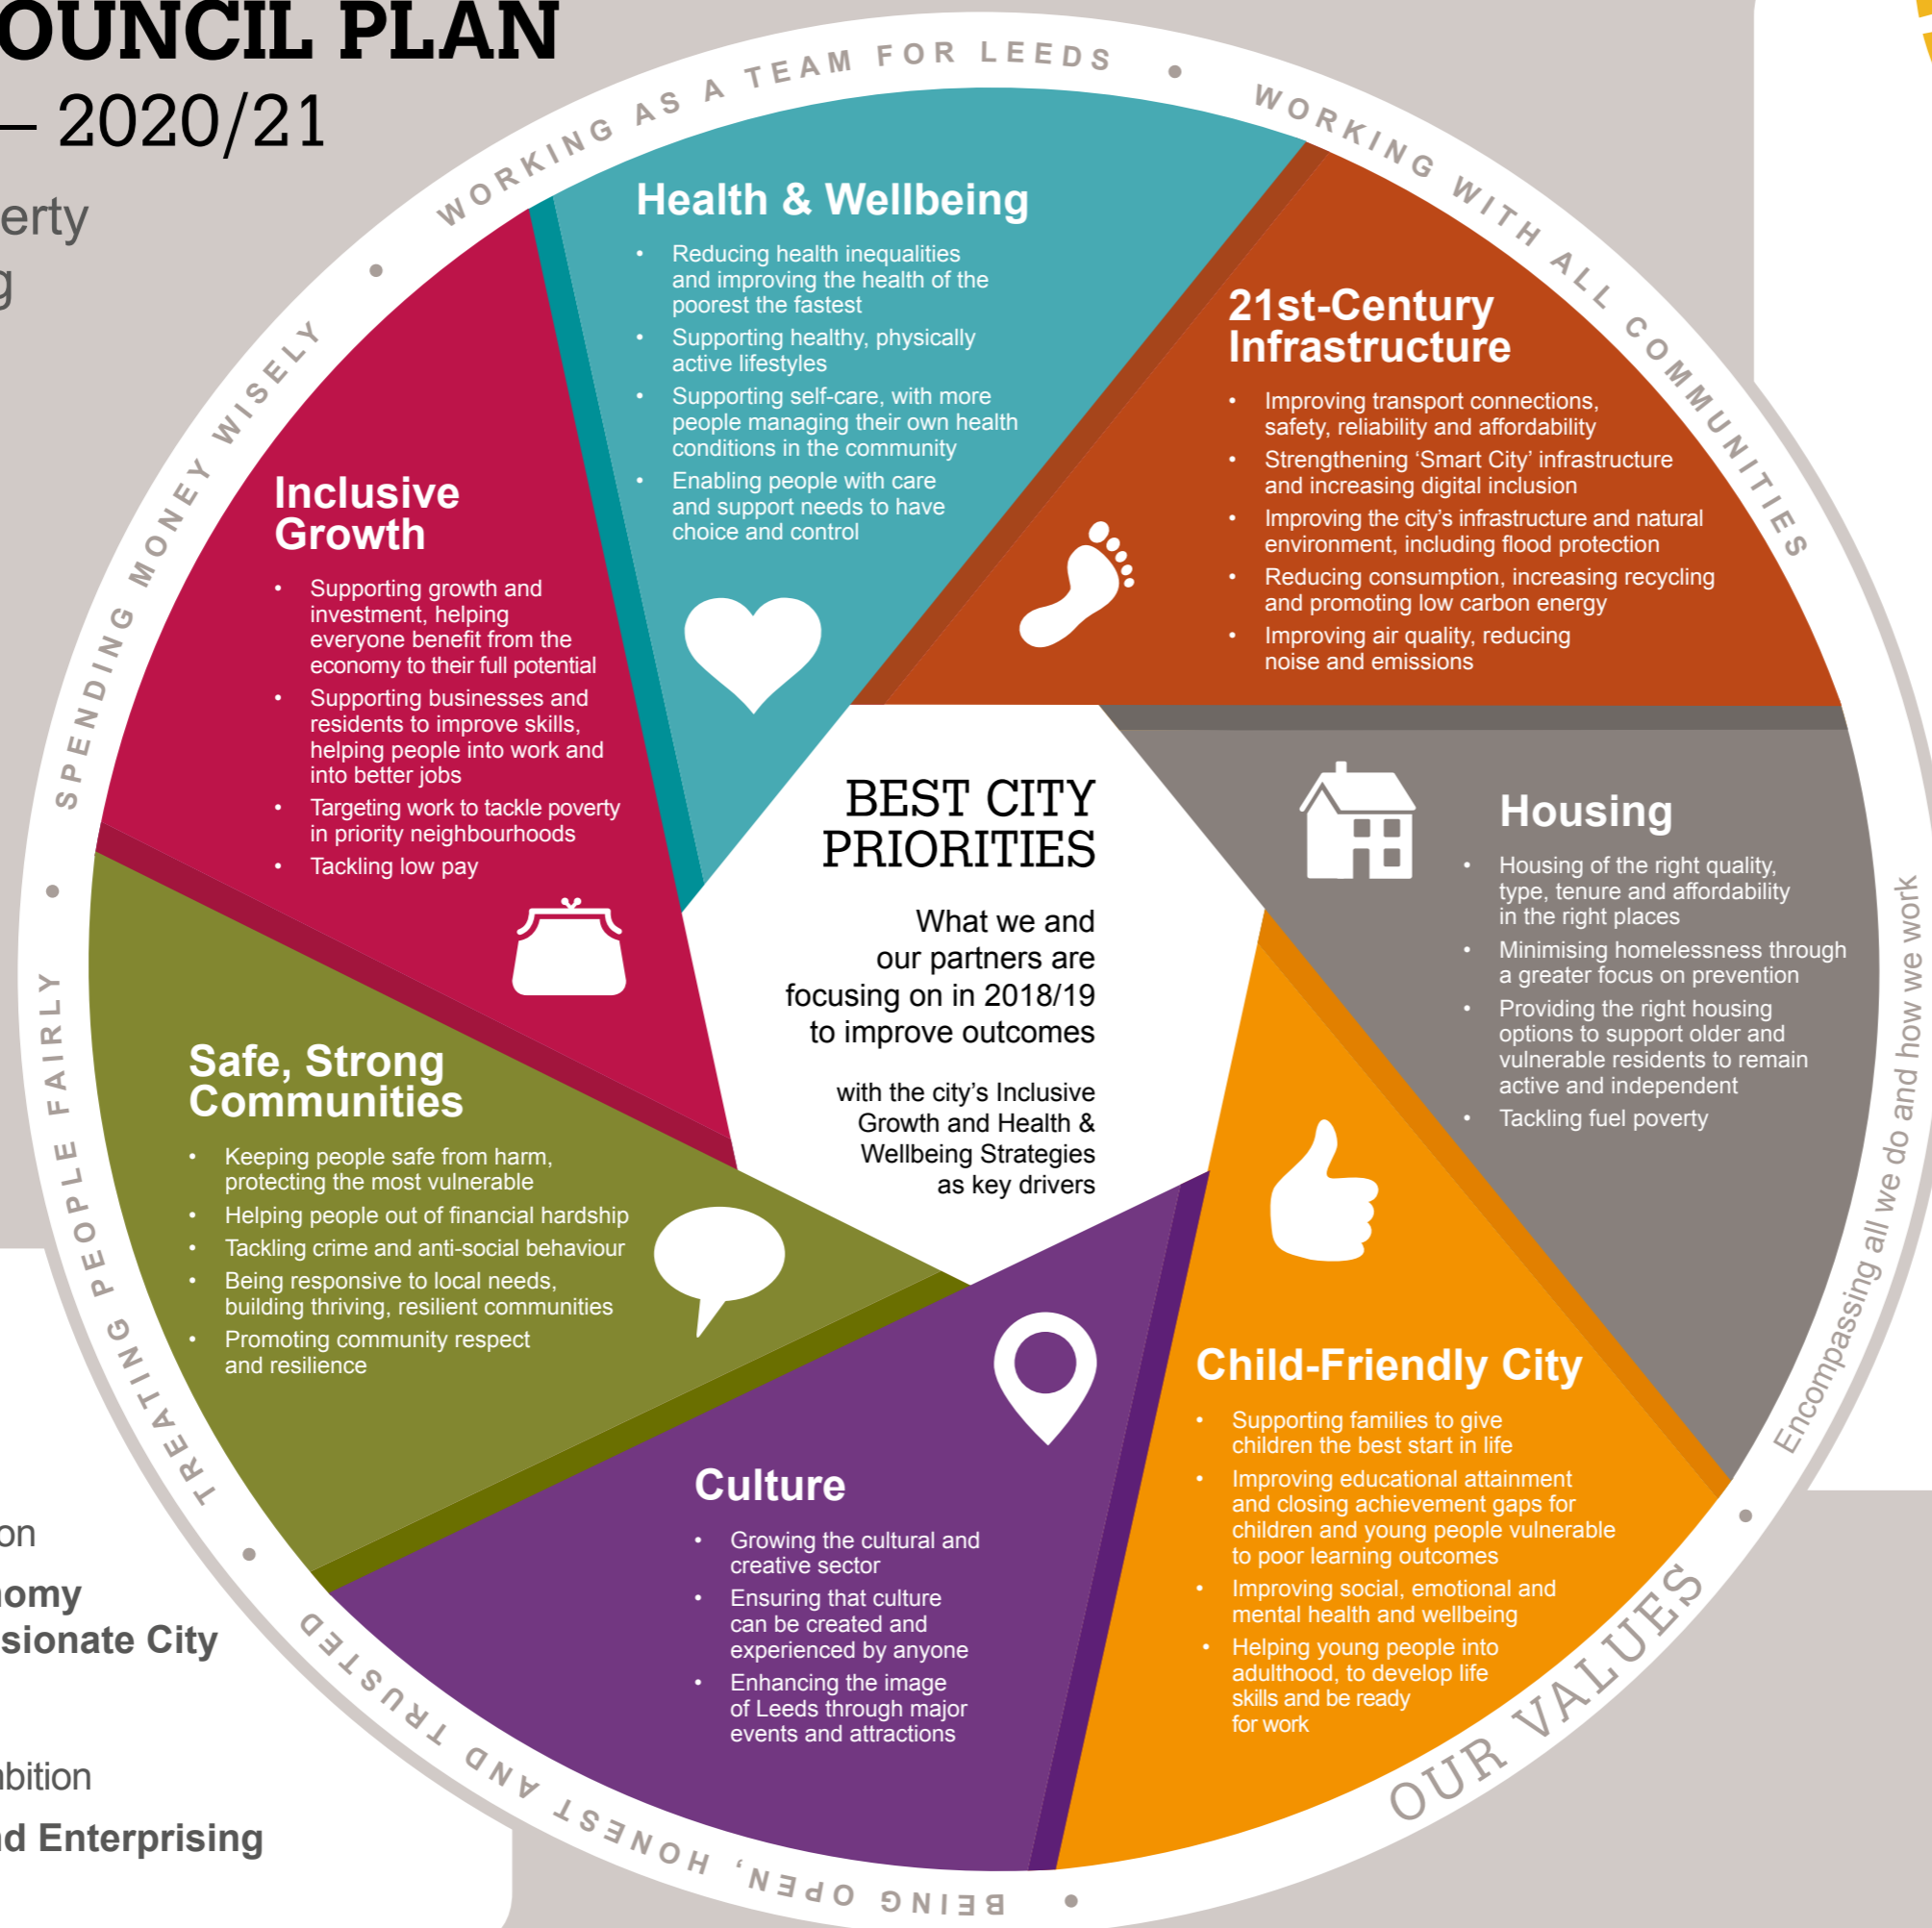 OUNCIL PLAN
— 2020/21
erty
g
WORKING AS A TEAM FOR LEEDS •
WORKING WITH ALL COMMUNITIES
Encompassing all we do and how we work
• OUR VALUES
• BEING OPEN, HONEST AND TRUSTED
• TREATING PEOPLE FAIRLY
• SPENDING MONEY WISELY •
Health & Wellbeing
• Reducing health inequalities
and improving the health of the
poorest the fastest
• Supporting healthy, physically
active lifestyles
• Supporting self-care, with more
people managing their own health
conditions in the community
• Enabling people with care
and support needs to have
choice and control
21st-Century
Infrastructure
• Improving transport connections,
safety, reliability and affordability
• Strengthening ‘Smart City’ infrastructure
and increasing digital inclusion
• Improving the city’s infrastructure and natural
environment, including flood protection
• Reducing consumption, increasing recycling
and promoting low carbon energy
• Improving air quality, reducing
noise and emissions
Housing
• Housing of the right quality,
type, tenure and affordability
in the right places
• Minimising homelessness through
a greater focus on prevention
• Providing the right housing
options to support older and
vulnerable residents to remain
active and independent
• Tackling fuel poverty
Child-Friendly City
• Supporting families to give
children the best start in life
• Improving educational attainment
and closing achievement gaps for
children and young people vulnerable
to poor learning outcomes
• Improving social, emotional and
mental health and wellbeing
• Helping young people into
adulthood, to develop life
skills and be ready
for work
Culture
• Growing the cultural and
creative sector
• Ensuring that culture
can be created and
experienced by anyone
• Enhancing the image
of Leeds through major
events and attractions
Safe, Strong
Communities
• Keeping people safe from harm,
protecting the most vulnerable
• Helping people out of financial hardship
• Tackling crime and anti-social behaviour
• Being responsive to local needs,
building thriving, resilient communities
• Promoting community respect
and resilience
Inclusive
Growth
• Supporting growth and
investment, helping
everyone benefit from the
economy to their full potential
• Supporting businesses and
residents to improve skills,
helping people into work and
into better jobs
• Targeting work to tackle poverty
in priority neighbourhoods
• Tackling low pay
BEST CITY
PRIORITIES
What we and
our partners are
focusing on in 2018/19
to improve outcomes
with the city’s Inclusive
Growth and Health &
Wellbeing Strategies
as key drivers
on
omy
sionate City
bition
d Enterprising